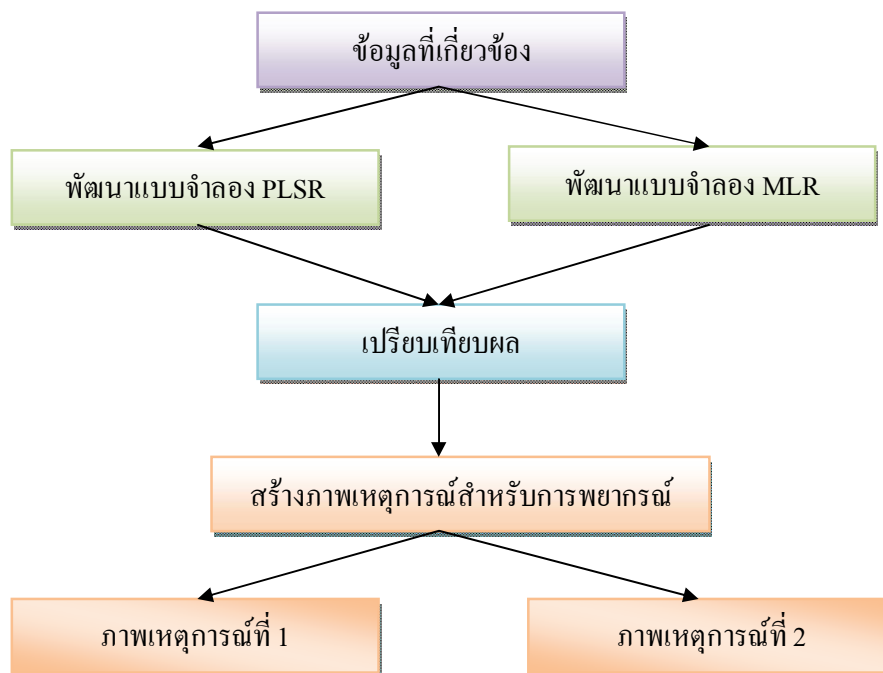 ข้อมูลที่เกี่ยวข้อง
พัฒนาแบบจำลอง PLSR
พัฒนาแบบจำลอง MLR
เปรียบเทียบผล
สร้างภาพเหตุการณ์สำหรับการพยากรณ์
ภาพเหตุการณ์ที่ 1
ภาพเหตุการณ์ที่ 2